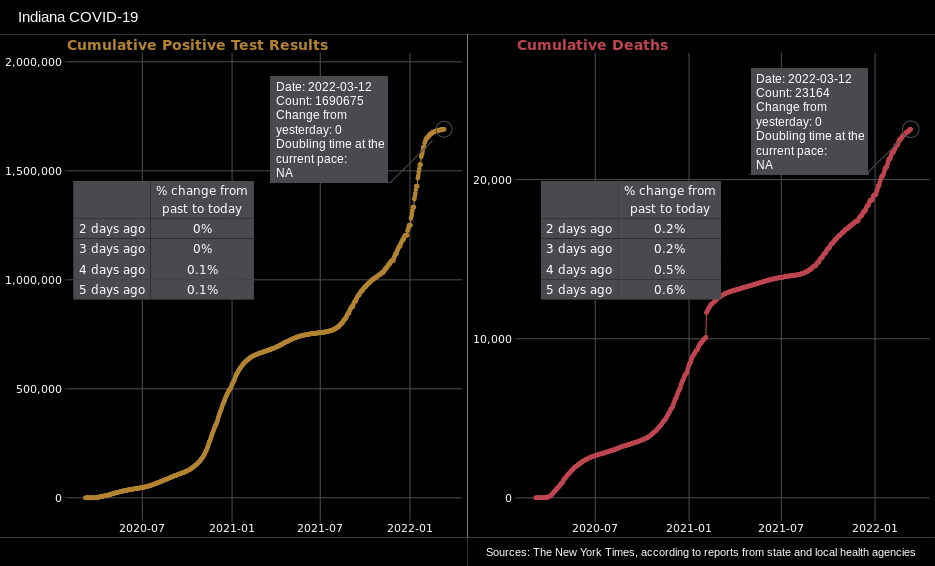 Indiana COVID-19
Cumulative Positive Test Results
2,000,000
1,500,000
1,000,000
500,000
0
2020-07
2021-01
2021-07
2022-01
Date: 2022-03-12
Count: 1690675
Change from
yesterday: 0
Doubling time at the
current pace:
NA
% change from
past to today
2 days ago 0%
3 days ago 0%
4 days ago 0.1%
5 days ago 0.1%
Cumulative Deaths
20,000
10,000
0
2020-07
2021-01
2021-07
2022-01
Date: 2022-03-12
Count: 23164
Change from
yesterday: 0
Doubling time at the
current pace:
NA
% change from
past to today
2 days ago 0.2%
3 days ago 0.2%
4 days ago 0.5%
5 days ago 0.6%
Sources: The New York Times, according to reports from state and local health agencies